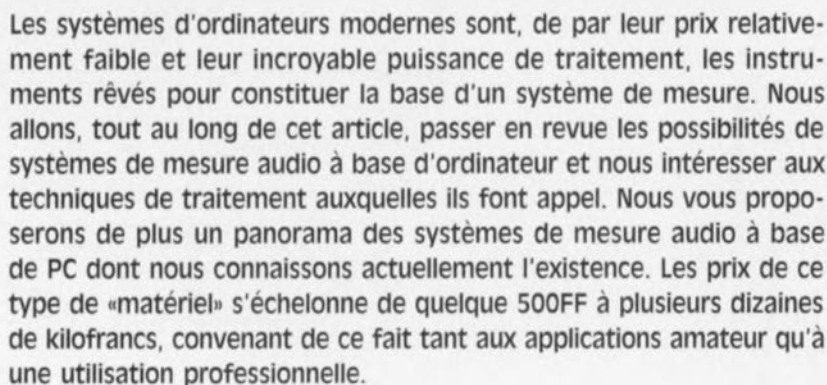 Les systèmes d'ordinateurs modernes sont, de par leur prix relative-
ment faible et leur incroyable puissance de traitement, les instru-
ments rêvés pour constituer la base d'un système de mesure. Nous
allons, tout au long de cet article, passer en revue les possibilités de
systèmes de mesure audio à base d'ordinateur et nous intéresser aux
techniques de traitement auxquelles ils font appel. Nous vous propo-
serons de plus un panorama des systèmes de mesure audio à base
de PC dont nous connaissons actuellement l'existence. Les prix de ce
type de «matériel» s'échelonne de quelque 500FF à plusieurs dizaines
de kilofrancs, convenant de ce fait tant aux applications amateur qu'à
une utilisation professionnelle.